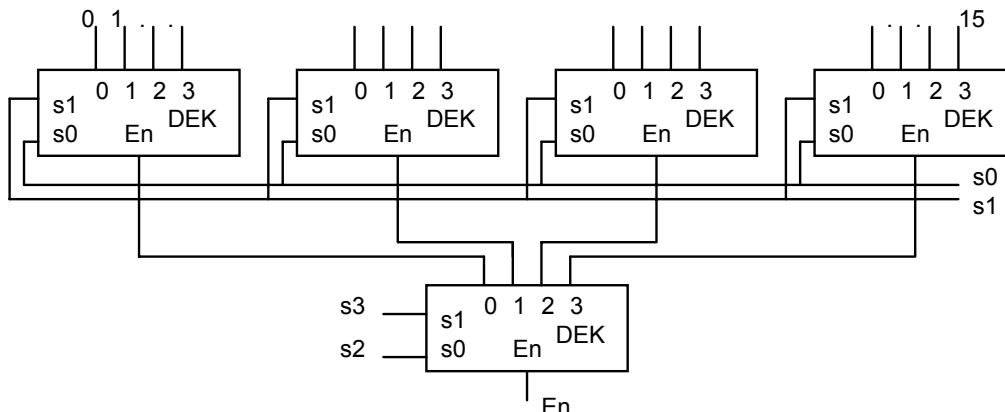 0 1 . . .
. . . 15
0 1 2 3
s1
DEK
s0
En
0 1 2 3
s1
DEK
s0
En
0 1 2 3
s1
DEK
s0
En
0 1 2 3
s1
DEK
s0
En
s0
s1
s3
0 1 2 3
s1
DEK
s2
s0
En
En